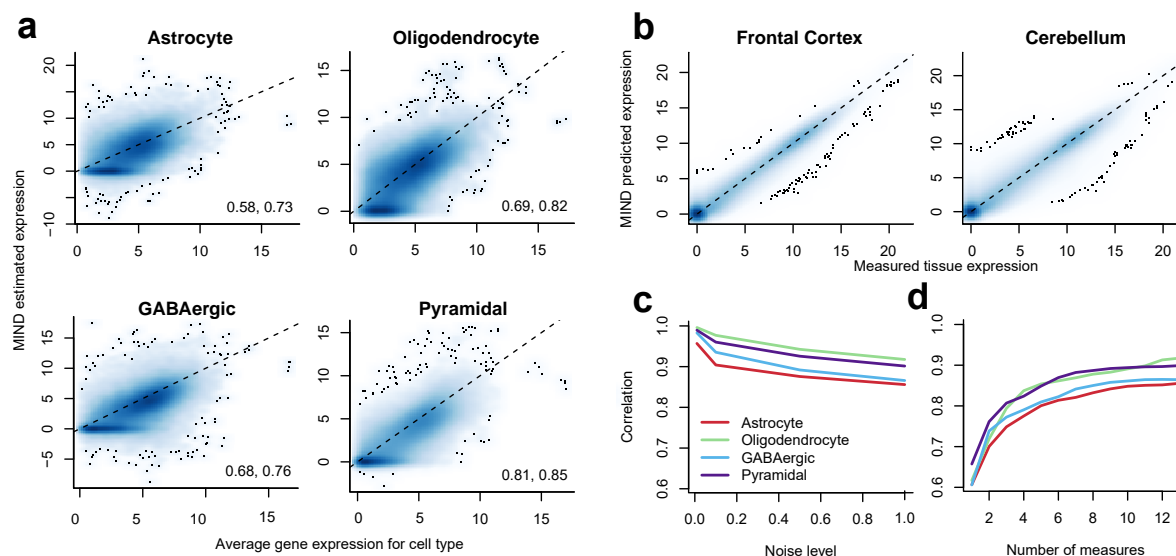 a
Astrocyte
Oligodendrocyte
20
10
0
−10
15
10
5
0
0.58, 0.73
0.69, 0.82
0 5 10 15
0 5 10 15
MIND estimated expression
GABAergic
Pyramidal
15
10
5
0
−5
15
10
5
0
0.68, 0.76
0.81, 0.85
0 5 10 15
0 5 10 15
Average gene expression for cell type
b
Frontal Cortex
Cerebellum
MIND predicted expression
20
15
10
5
0
20
15
10
5
0
0 5 10 15 20
0 5 10 15 20
Measured tissue expression
c
Correlation
1.0
0.9
0.8
0.7
0.6
Astrocyte
Oligodendrocyte
GABAergic
Pyramidal
0.0 0.2 0.4 0.6 0.8 1.0
Noise level
d
1.0
0.9
0.8
0.7
0.6
2 4 6 8 10 12
Number of measures